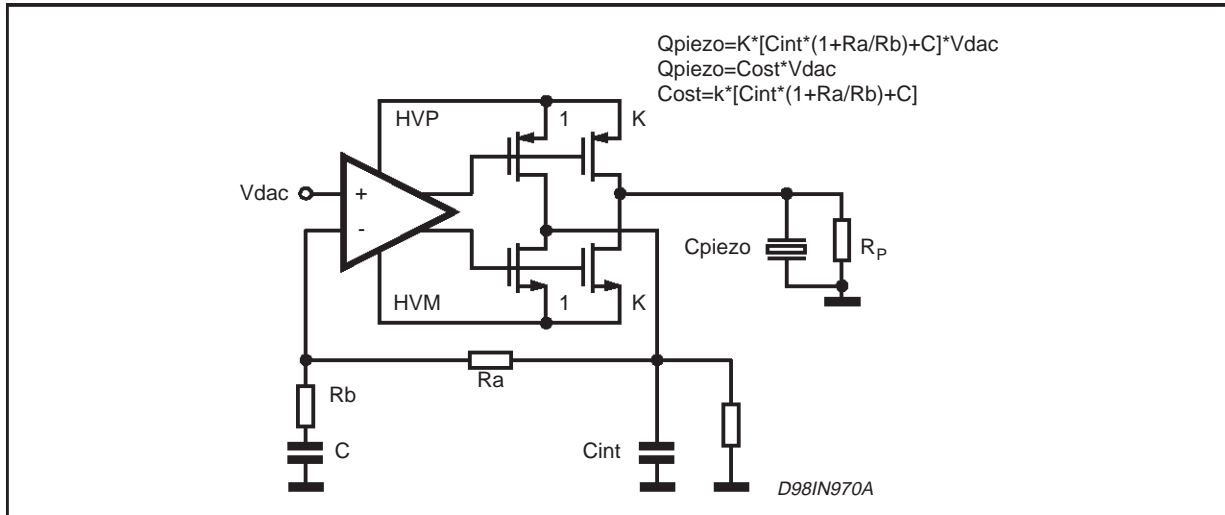 Qpiezo=K*[Cint*(1+Ra/Rb)+C]*Vdac
Qpiezo=Cost*Vdac
Cost=k*[Cint*(1+Ra/Rb)+C]
HVP
1
K
Vdac
+
-
Cpiezo
RP
HVM
1
K
Ra
Rb
C
Cint
D98IN970A